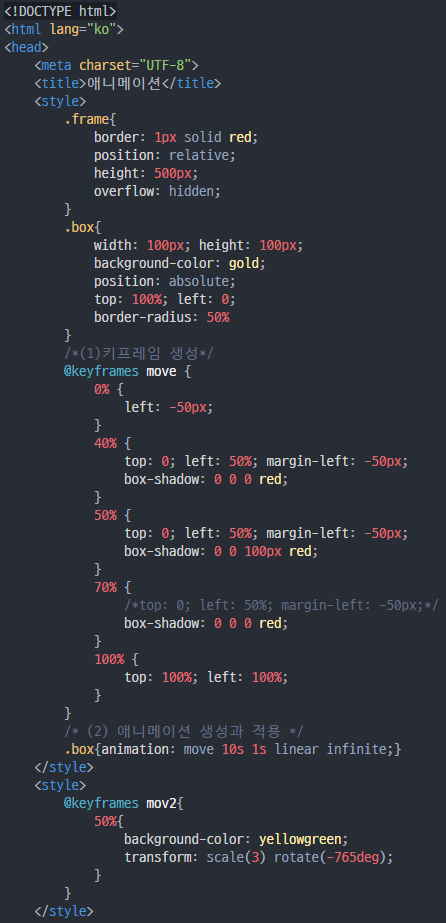 <!DOCTYPE html>
<html lang="ko">
<head>
    <meta charset="UTF-8">
    <title>애니메이션</title>
    <style>
        .frame{
            border: 1px solid red;
            position: relative;
            height: 500px;
            overflow: hidden;
        }
        .box{
            width: 100px; height: 100px;
            background-color: gold;
            position: absolute;
            top: 100%; left: 0;
            border-radius: 50%
        }
        /*(1)키프레임 생성*/
        @keyframes move {
            0% {
                left: -50px;
            }
            40% {
                top: 0; left: 50%; margin-left: -50px;
                box-shadow: 0 0 0 red;
            }
            50% {
                top: 0; left: 50%; margin-left: -50px;
                box-shadow: 0 0 100px red;
            }
            70% {
                /*top: 0; left: 50%; margin-left: -50px;*/
                box-shadow: 0 0 0 red;
            }
            100% {
                top: 100%; left: 100%;
            }
        }
        /* (2) 애니메이션 생성과 적용 */
        .box{animation: move 10s 1s linear infinite;}
    </style>
    <style>
        @keyframes mov2{
            50%{
                background-color: yellowgreen;
                transform: scale(3) rotate(-765deg);
            }
        }
    </style>